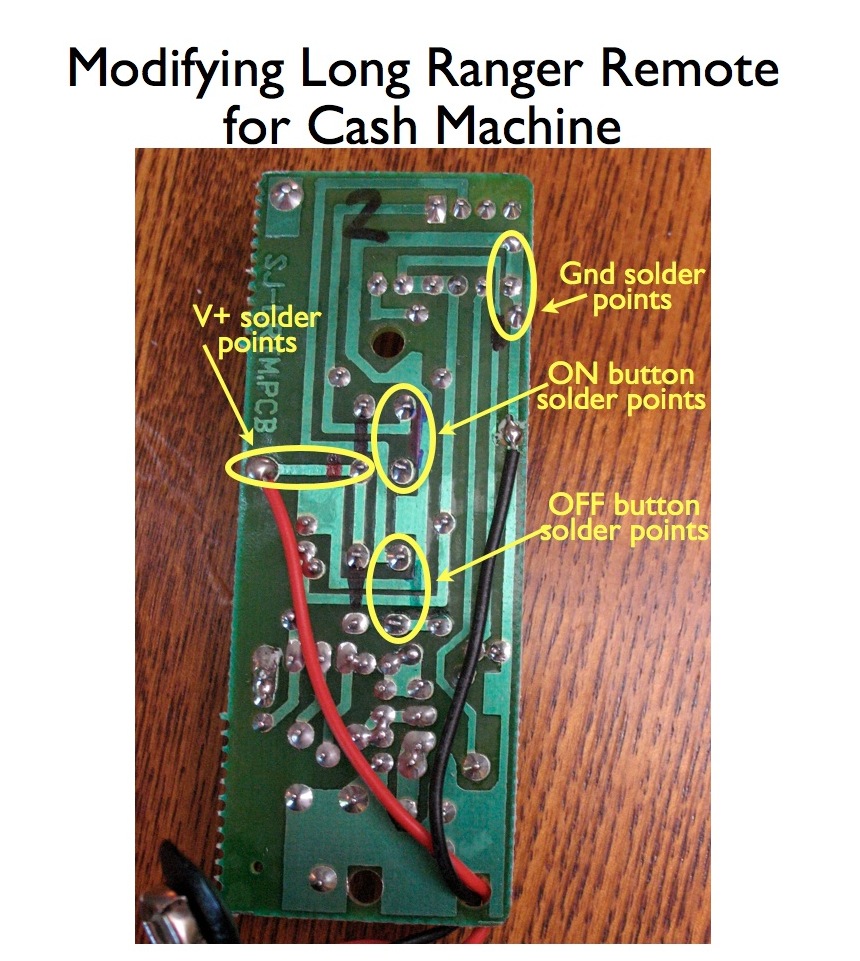 Modifying Long Ranger Remote
for Cash Machine
2
Gnd solder
points
V+ solder
points
M.PCB
ON button
solder points
OFF button
solder points